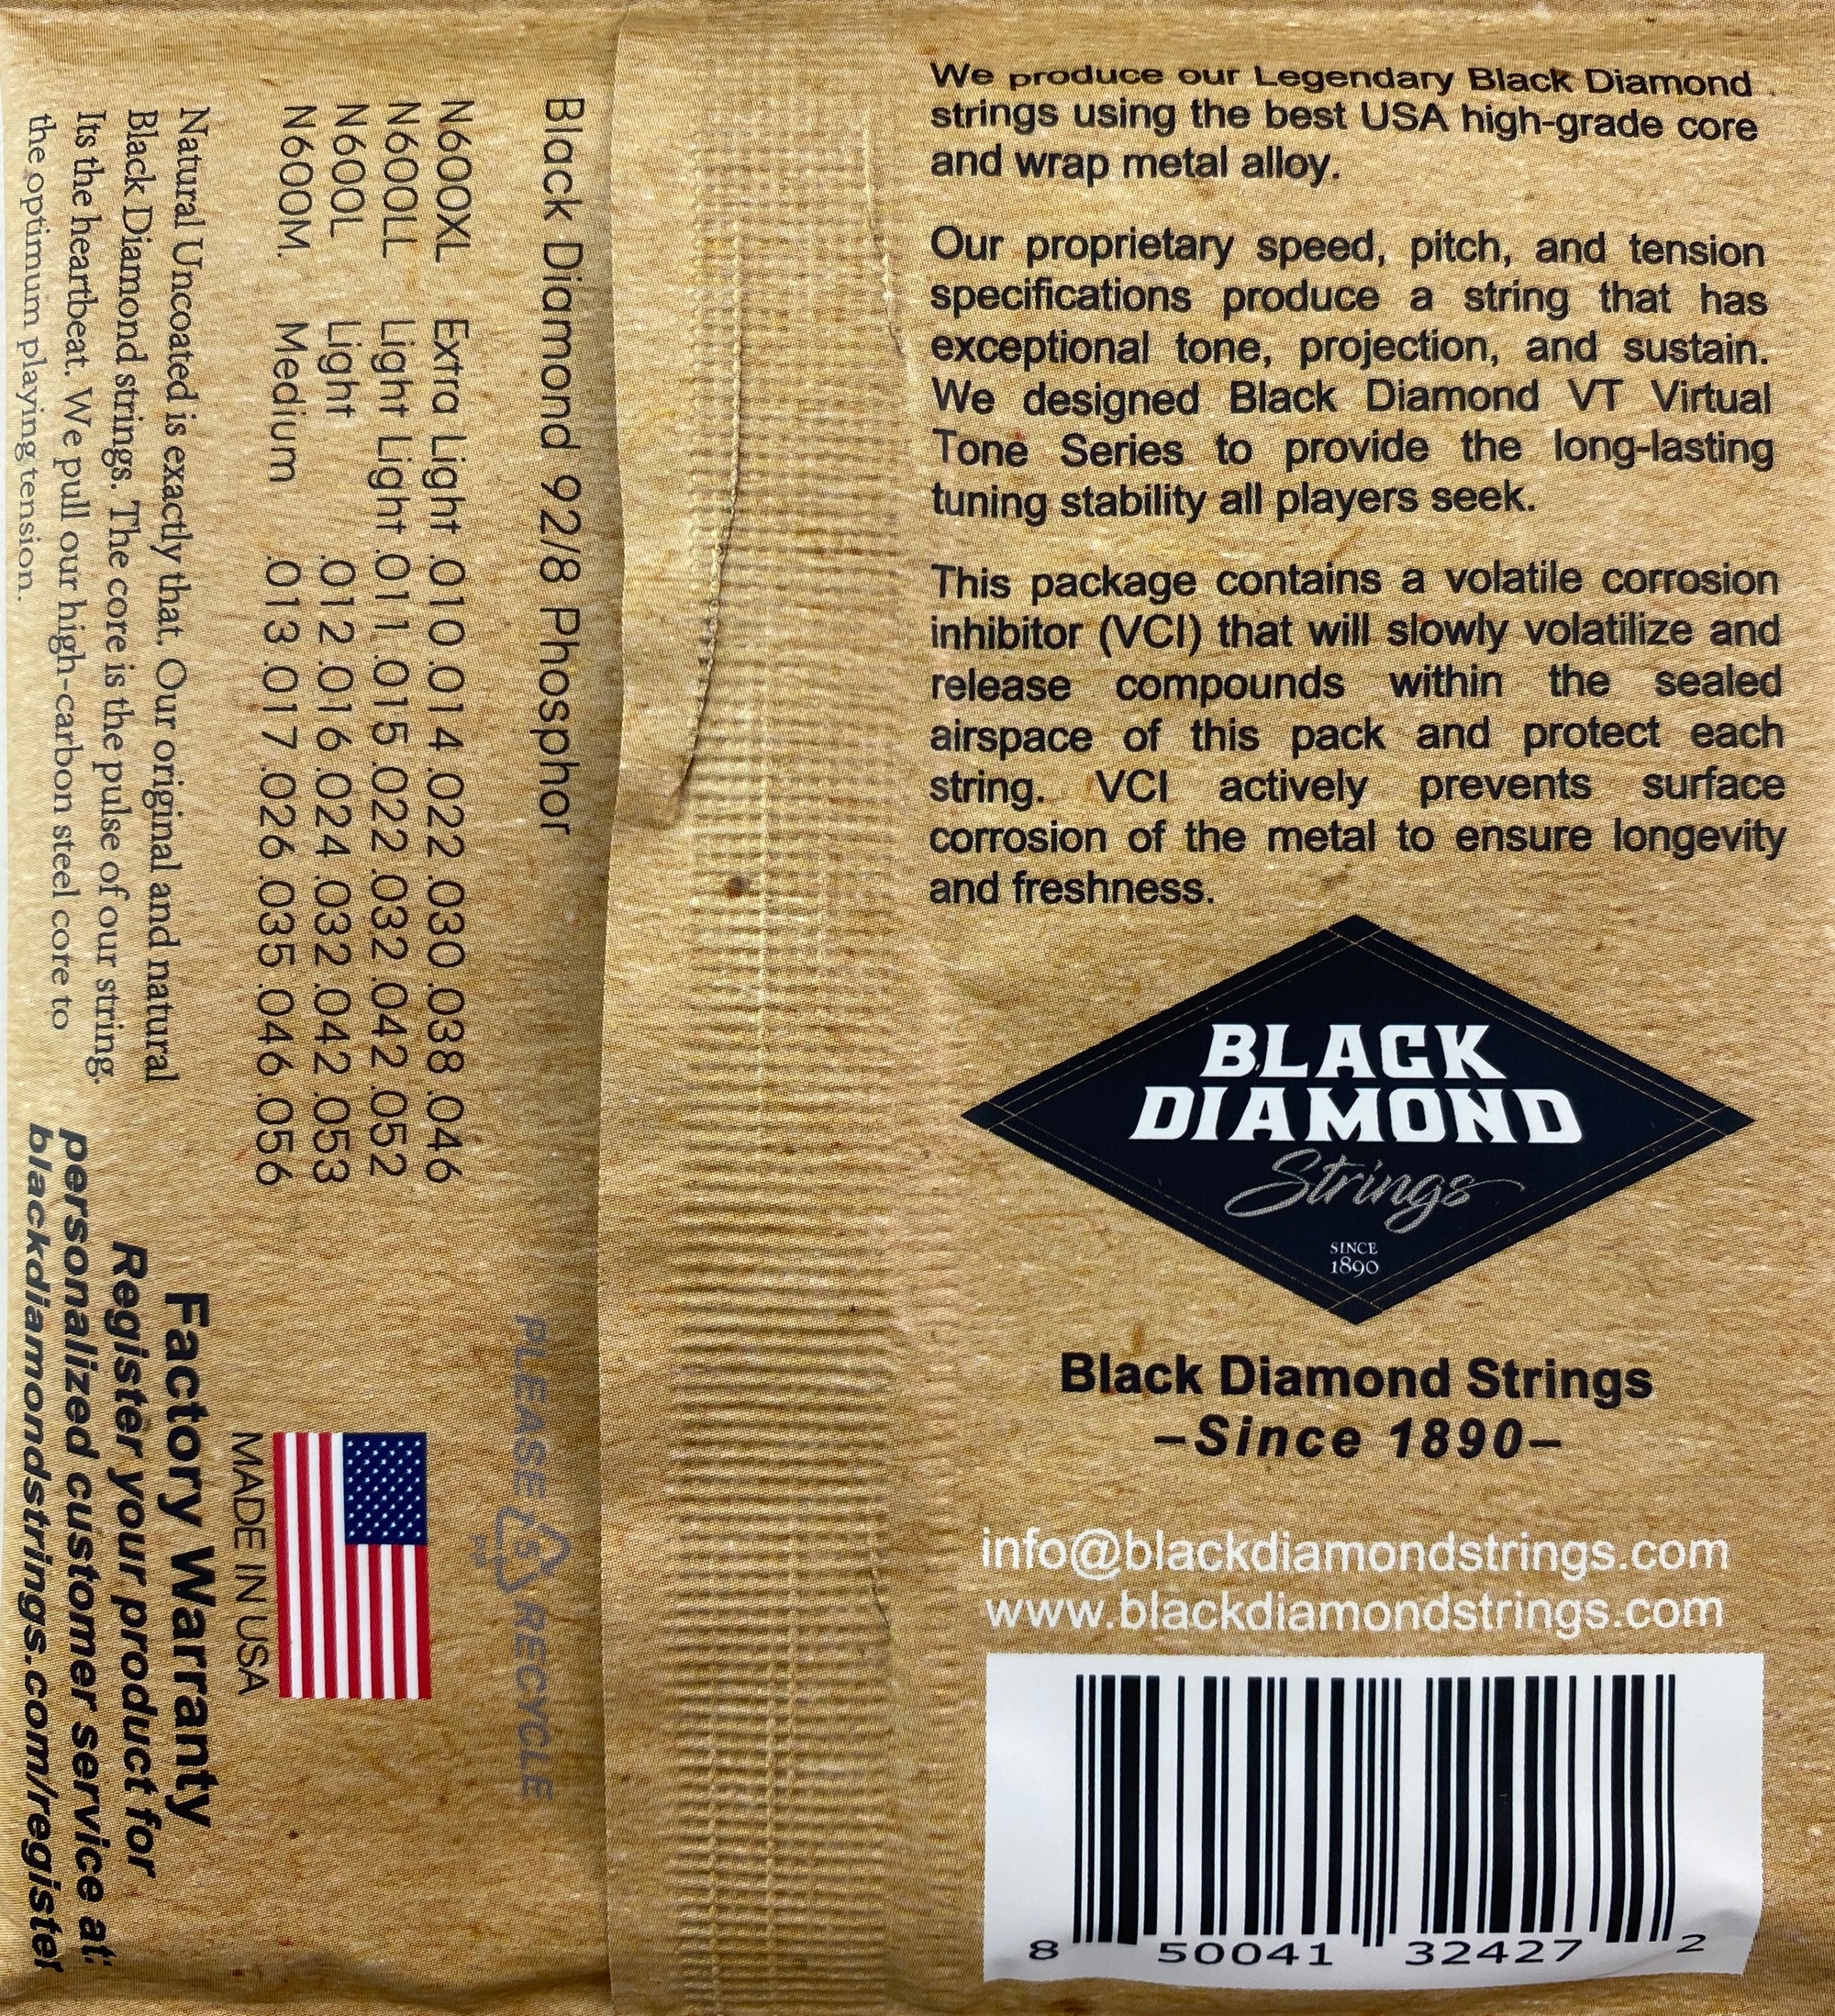 We produce our Legendary Black Diamond
strings using the best USA high-grade core
and wrap metal alloy.
Our proprietary speed, pitch, and tension
specifications produce a string that has
exceptional tone, projection, and sustain.
We designed Black Diamond VT Virtual
Tone Series to provide the long-lasting
tuning stability all players seek.
This package contains a volatile corrosion
inhibitor (VCI) that will slowly volatilize and
release compounds within the sealed
airspace of this pack and protect each
string. VCI actively prevents surface
corrosion of the metal to ensure longevity
and freshness.
BLACK
DIAMOND
Strings
SINCE
1890
Black Diamond Strings
–Since 1890–
info@blackdiamondstrings.com
www.blackdiamondstrings.com
8 50041 32427 2
Black Diamond 92/8 Phosphor
N600XL Extra Light .010 .014 .022 .030 .038 .046
N600LL Light Light .011 .015 .022 .032 .042 .052
N600L Light .012 .016 .024 .032 .042 .053
N600M. Medium .013 .017 .026 .035 .046 .056
Natural Uncoated is exactly that. Our original and natural
Black Diamond strings. The core is the pulse of our string.
Its the heartbeat. We pull our high-carbon steel core to
the optimum playing tension.
PLEASE RECYCLE
MADE IN USA
Factory Warranty
Register your product for
personalized customer service at:
blackdiamondstrings.com/register